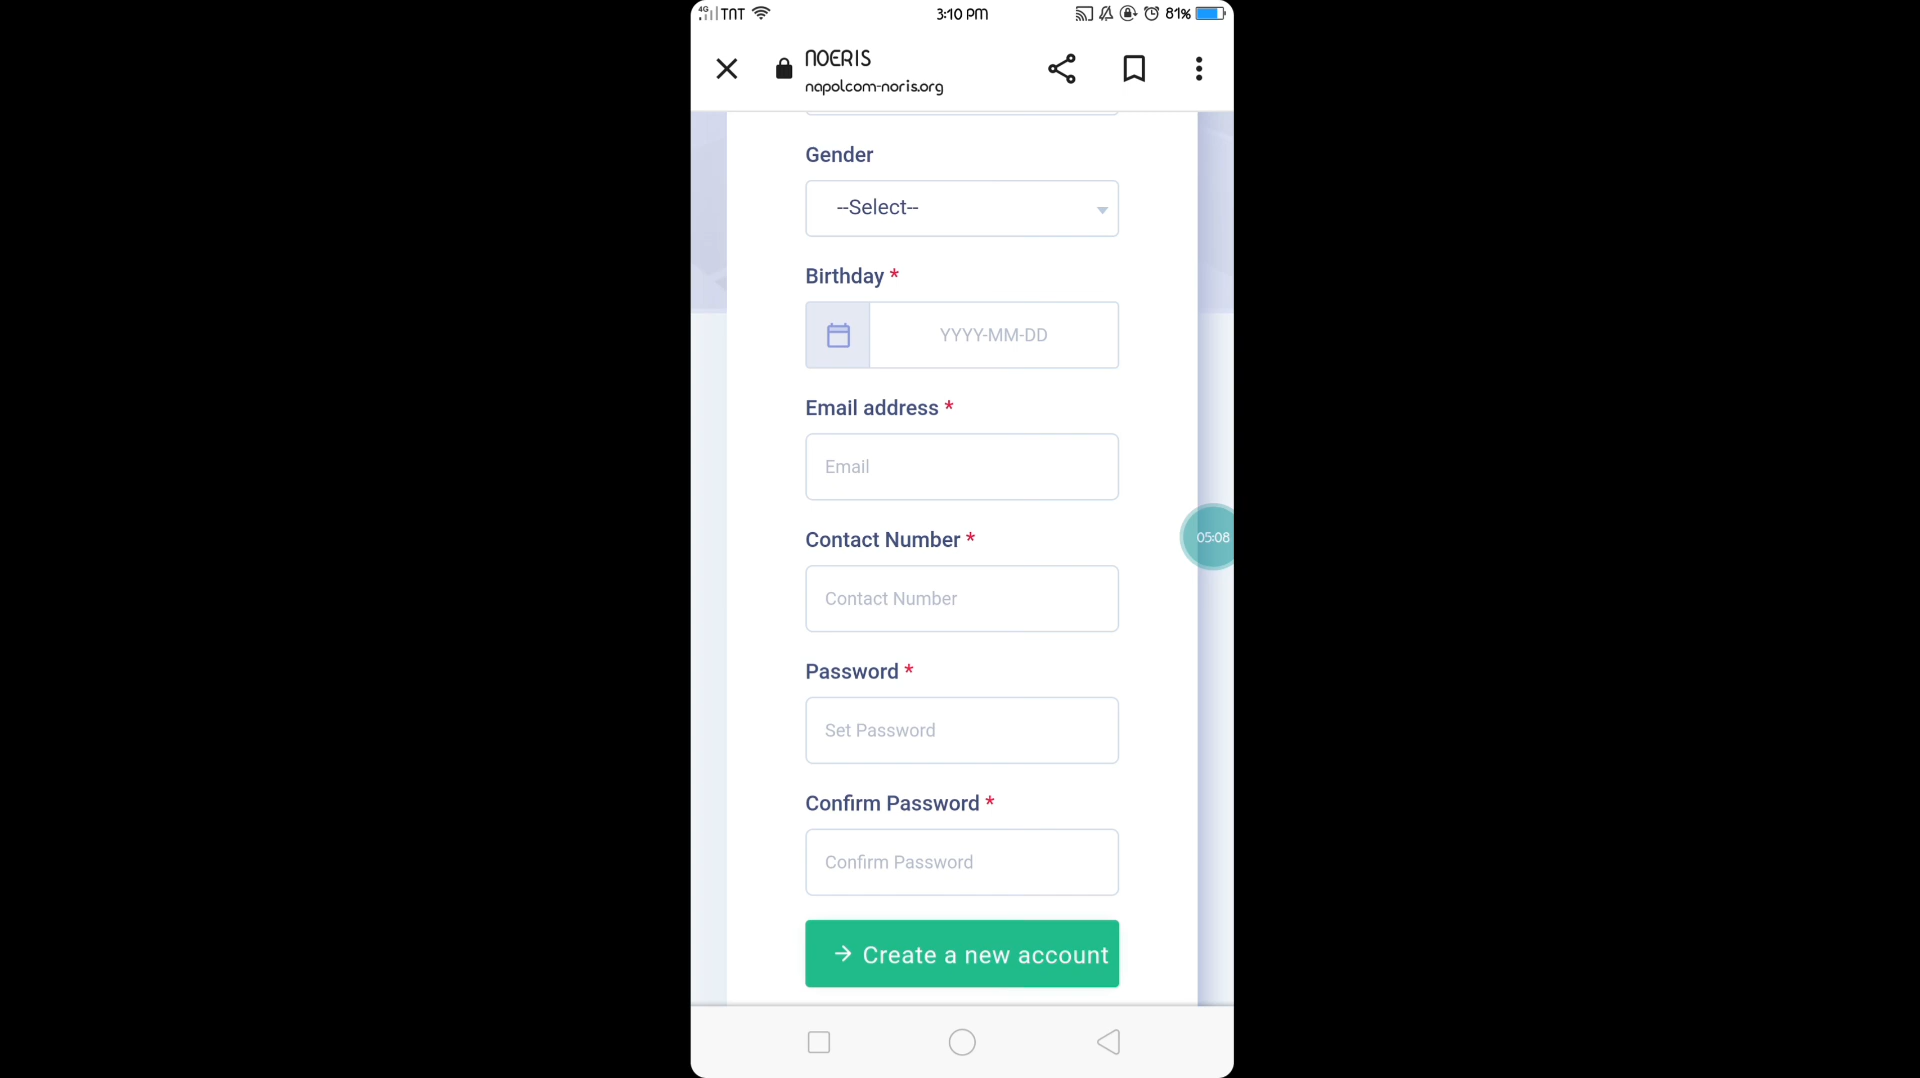 4G TNT 3:10 PM 81%
NOERIS
napolcom-noris.org
Gender
--Select--
Birthday *
YYYY-MM-DD
Email address *
Email
Contact Number *
Contact Number
05:08
Password *
Set Password
Confirm Password *
Confirm Password
→ Create a new account